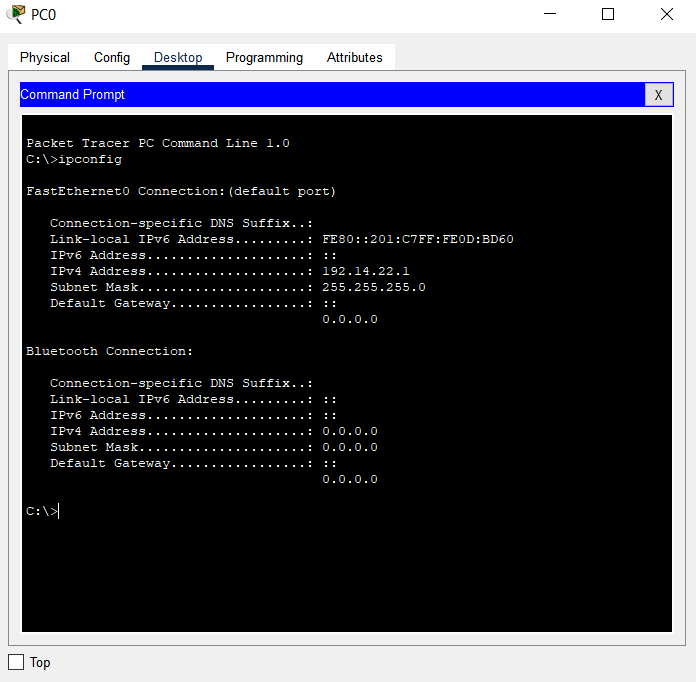 PC0
Physical Config Desktop Programming Attributes
Command Prompt X
Packet Tracer PC Command Line 1.0
C:\>ipconfig
FastEthernet0 Connection:(default port)
Connection-specific DNS Suffix..:
Link-local IPv6 Address.........: FE80::201:C7FF:FE0D:BD60
IPv6 Address....................: ::
IPv4 Address....................: 192.14.22.1
Subnet Mask.....................: 255.255.255.0
Default Gateway.................: ::
0.0.0.0
Bluetooth Connection:
Connection-specific DNS Suffix..:
Link-local IPv6 Address.........: ::
IPv6 Address....................: ::
IPv4 Address....................: 0.0.0.0
Subnet Mask.....................: 0.0.0.0
Default Gateway.................: ::
0.0.0.0
C:\>
Top